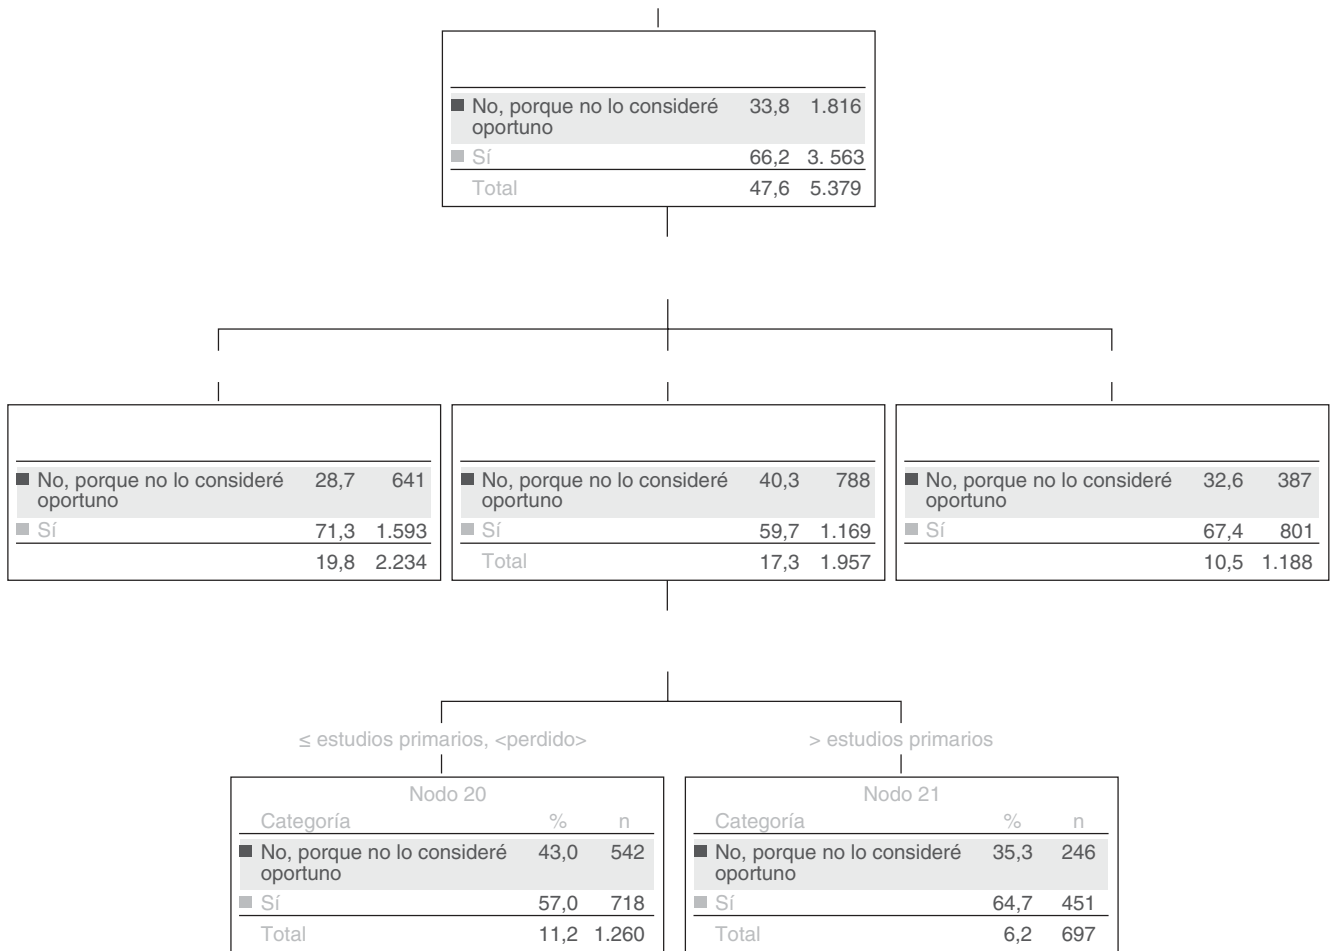 No, porque no lo consideré 33,8 1.816
oportuno
Sí 66,2 3. 563
Total 47,6 5.379
No, porque no lo consideré 28,7 641
oportuno
Sí 71,3 1.593
19,8 2.234
No, porque no lo consideré 40,3 788
oportuno
Sí 59,7 1.169
Total 17,3 1.957
No, porque no lo consideré 32,6 387
oportuno
Sí 67,4 801
10,5 1.188
≤ estudios primarios, <perdido>
> estudios primarios
Nodo 20
Categoría % n
No, porque no lo consideré 43,0 542
oportuno
Sí 57,0 718
Total 11,2 1.260
Nodo 21
Categoría % n
No, porque no lo consideré 35,3 246
oportuno
Sí 64,7 451
Total 6,2 697